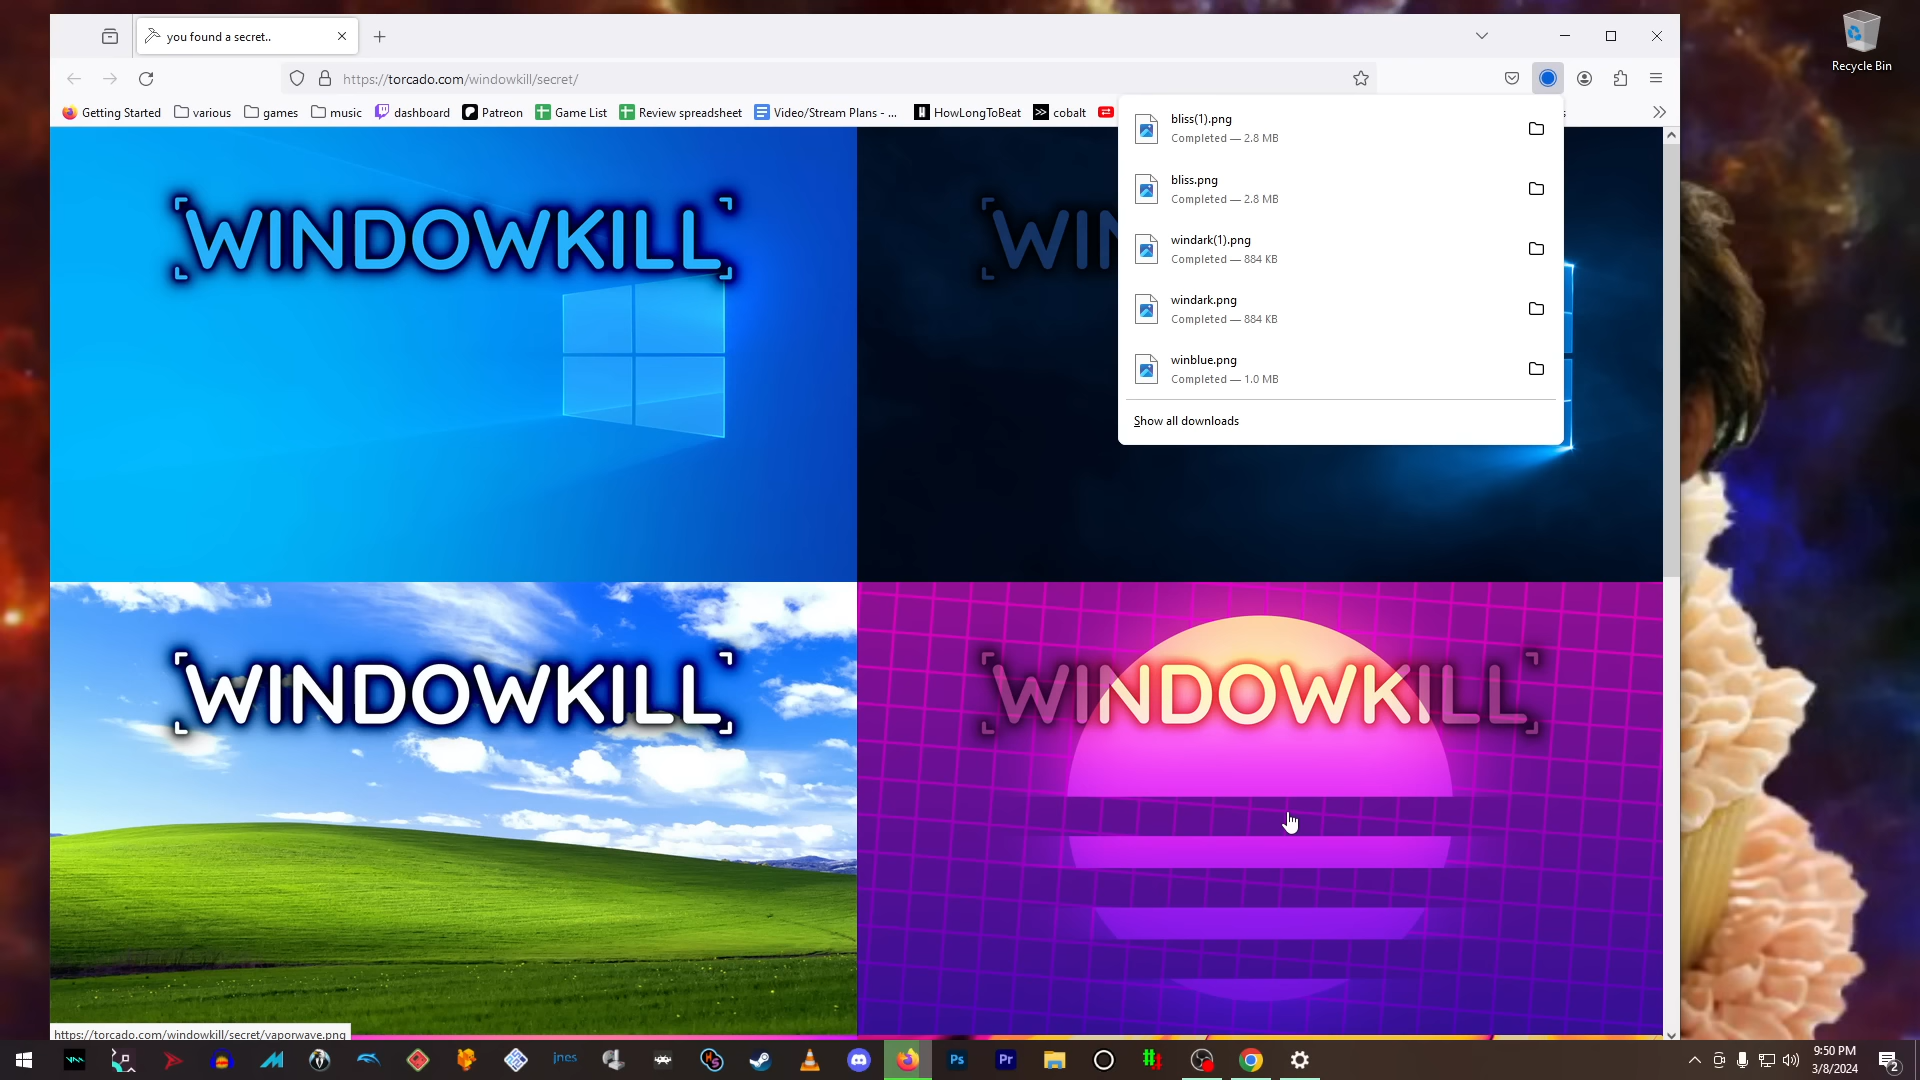 you found a secret..
https://torcado.com/windowkill/secret/
Getting Started
various
games
music
dashboard
Patreon
Game List
Review spreadsheet
Video/Stream Plans - ...
HowLongToBeat
cobalt
Recycle Bin
bliss(1).png
Completed — 2.8 MB
bliss.png
Completed — 2.8 MB
windark(1).png
Completed — 884 KB
windark.png
Completed — 884 KB
winblue.png
Completed — 1.0 MB
Show all downloads
WINDOWKILL
WIN
WINDOWKILL
WINDOWKILL
https://torcado.com/windowkill/secret/vaporwave.png
jnes
HS
Ps
Pr
9:50 PM
3/8/2024
2